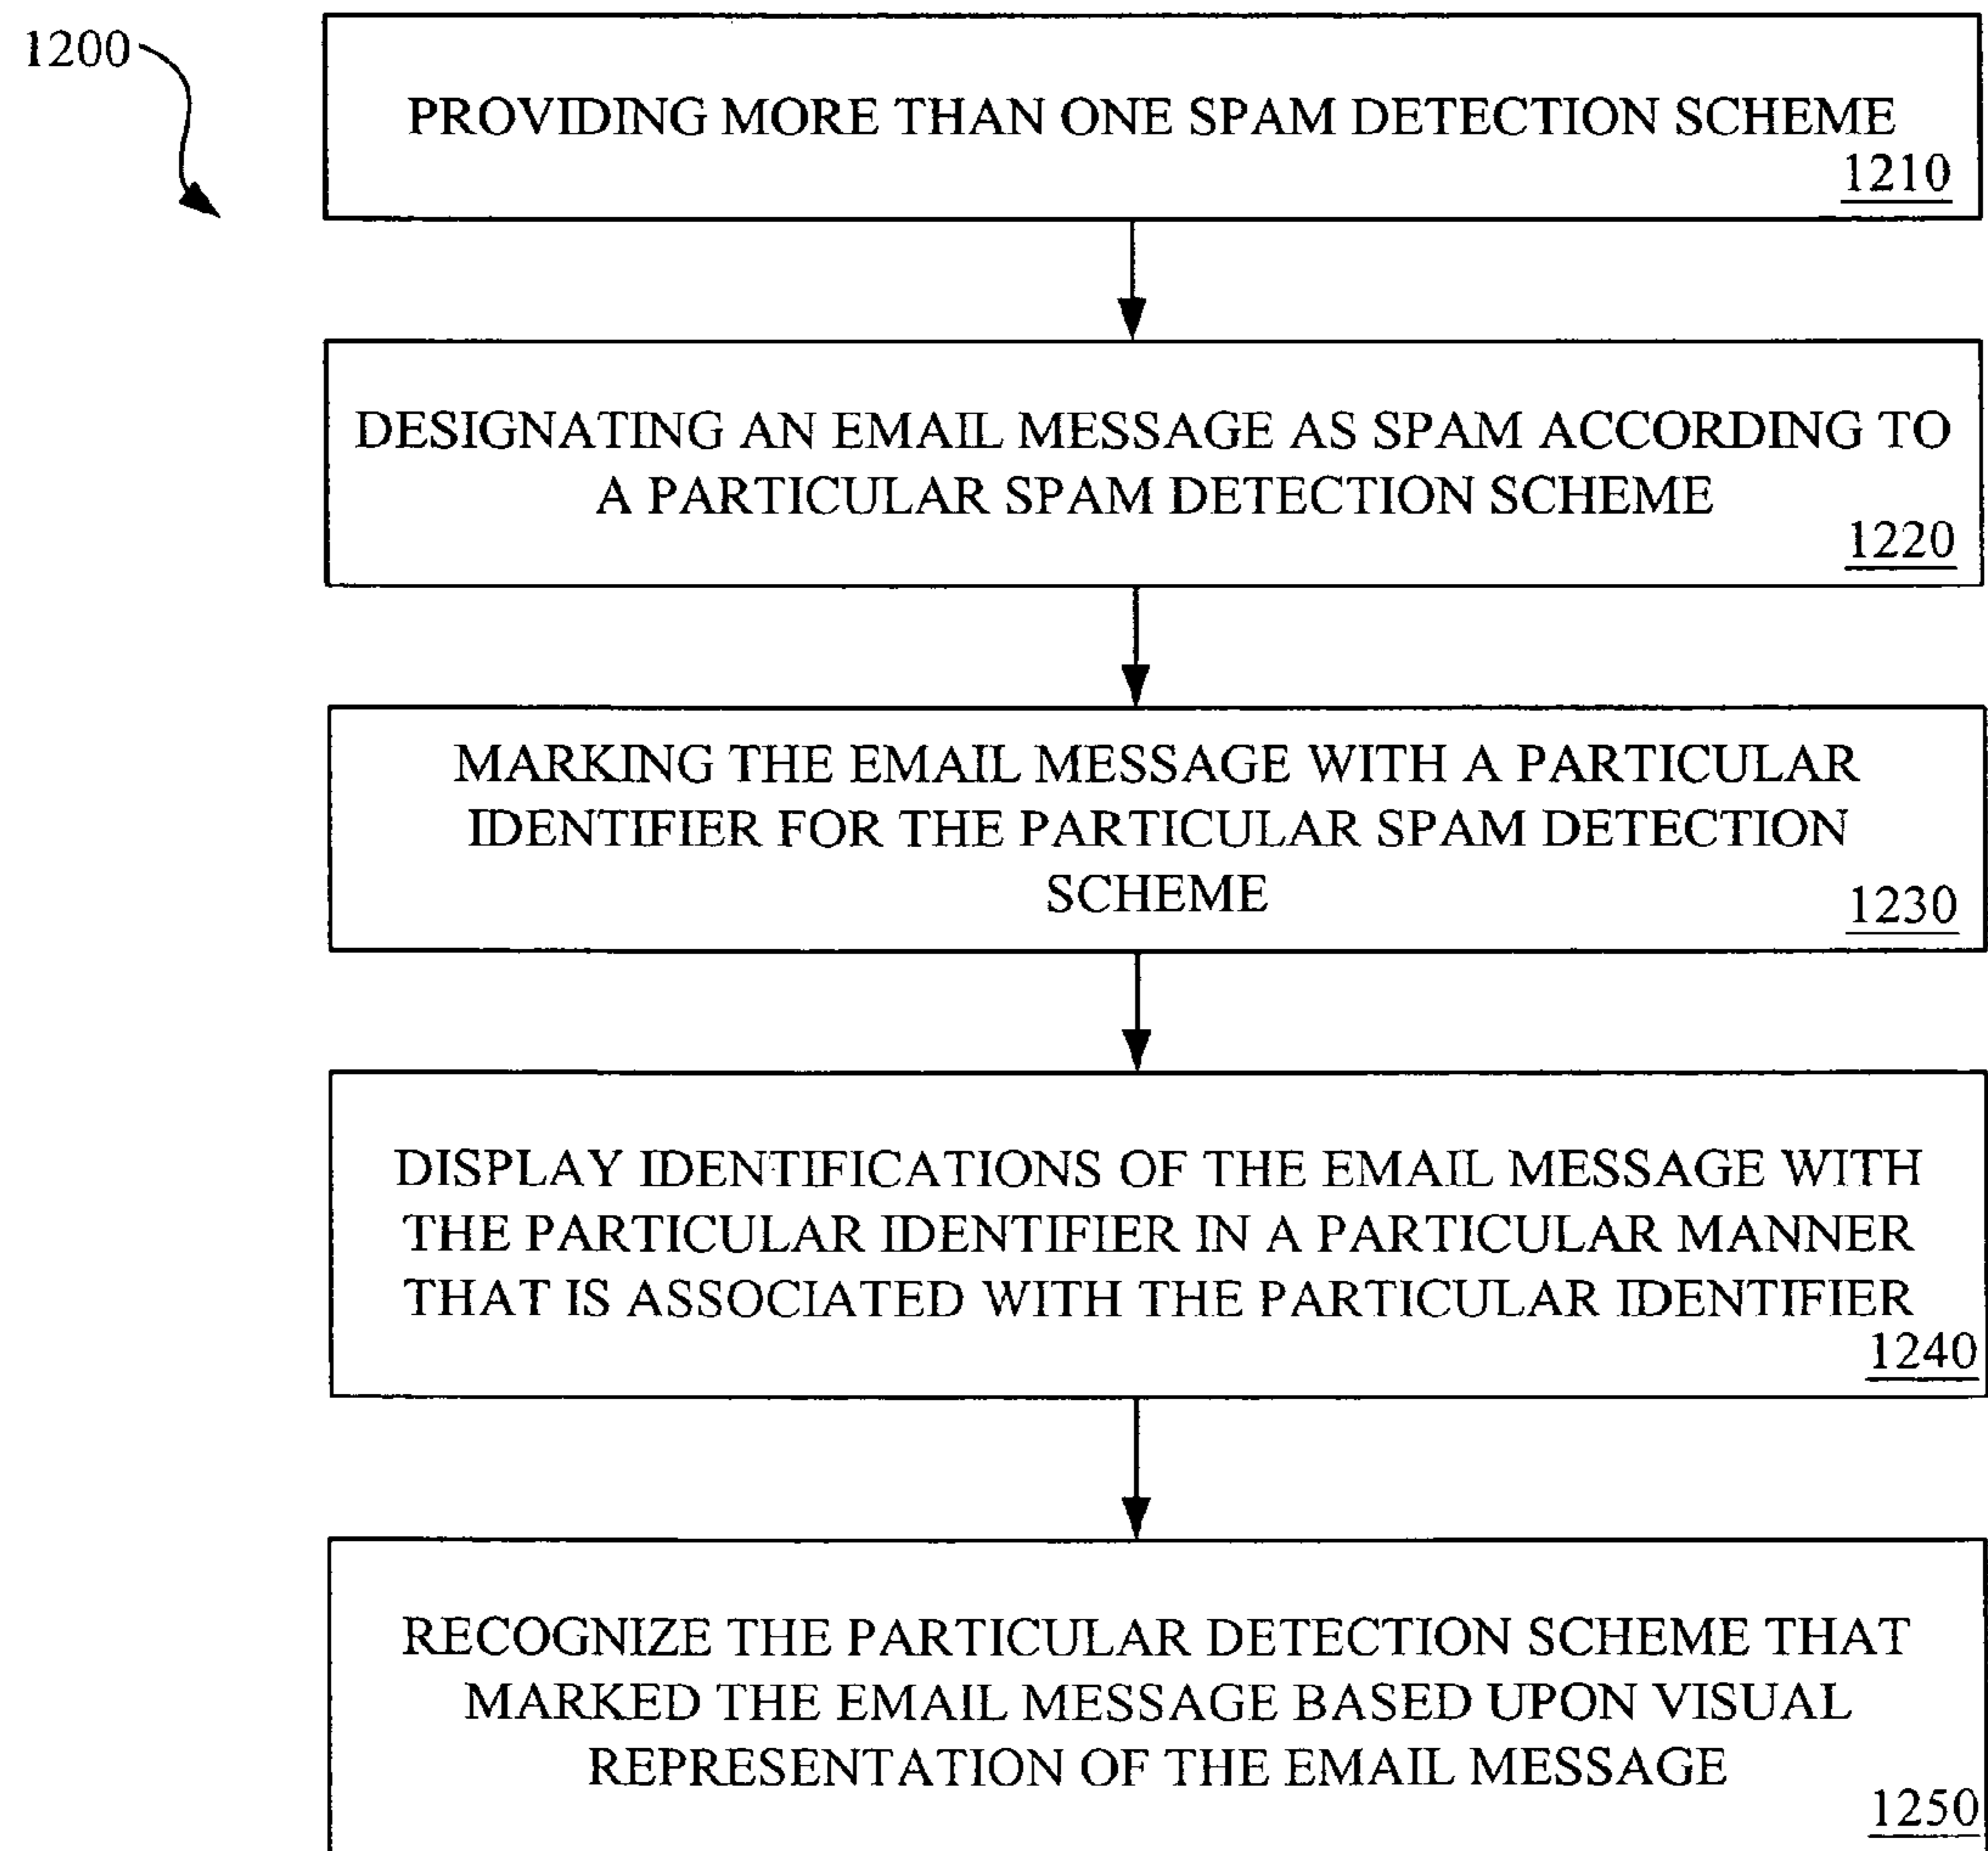 1200
PROVIDING MORE THAN ONE SPAM DETECTION SCHEME
1210
DESIGNATING AN EMAIL MESSAGE AS SPAM ACCORDING TO
A PARTICULAR SPAM DETECTION SCHEME
1220
MARKING THE EMAIL MESSAGE WITH A PARTICULAR
IDENTIFIER FOR THE PARTICULAR SPAM DETECTION
SCHEME
1230
DISPLAY IDENTIFICATIONS OF THE EMAIL MESSAGE WITH
THE PARTICULAR IDENTIFIER IN A PARTICULAR MANNER
THAT IS ASSOCIATED WITH THE PARTICULAR IDENTIFIER
1240
RECOGNIZE THE PARTICULAR DETECTION SCHEME THAT
MARKED THE EMAIL MESSAGE BASED UPON VISUAL
REPRESENTATION OF THE EMAIL MESSAGE
1250